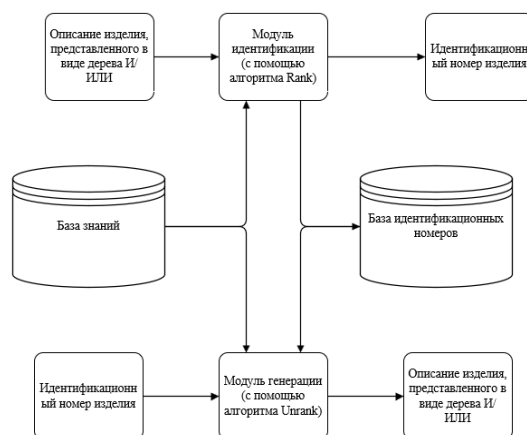 Описание изделия,
представленного в
виде дерева И/
ИЛИ
Модуль
идентификации
(с помощью
алгоритма Rank)
Идентификационн
ый номер изделия
База знаний
База идентификационных
номеров
Идентификационн
ый номер изделия
Модуль генерации
(с помощью
алгоритма Unrank)
Описание изделия,
представленного в
виде дерева И/
ИЛИ